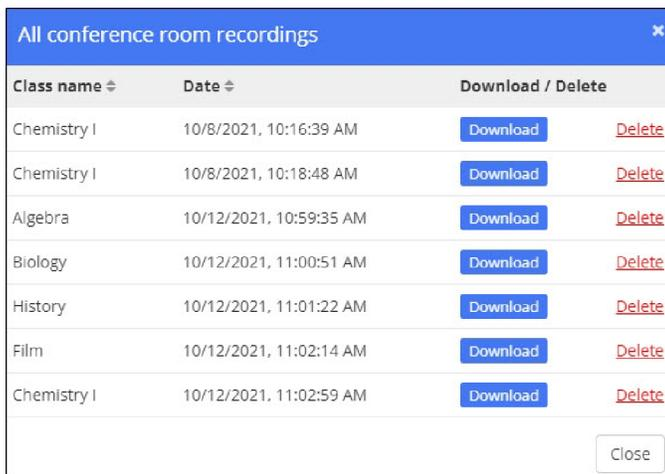 All conference room recordings ×
Class name Date Download / Delete
Chemistry I 10/8/2021, 10:16:39 AM Download Delete
Chemistry I 10/8/2021, 10:18:48 AM Download Delete
Algebra 10/12/2021, 10:59:35 AM Download Delete
Biology 10/12/2021, 11:00:51 AM Download Delete
History 10/12/2021, 11:01:22 AM Download Delete
Film 10/12/2021, 11:02:14 AM Download Delete
Chemistry I 10/12/2021, 11:02:59 AM Download Delete
Close